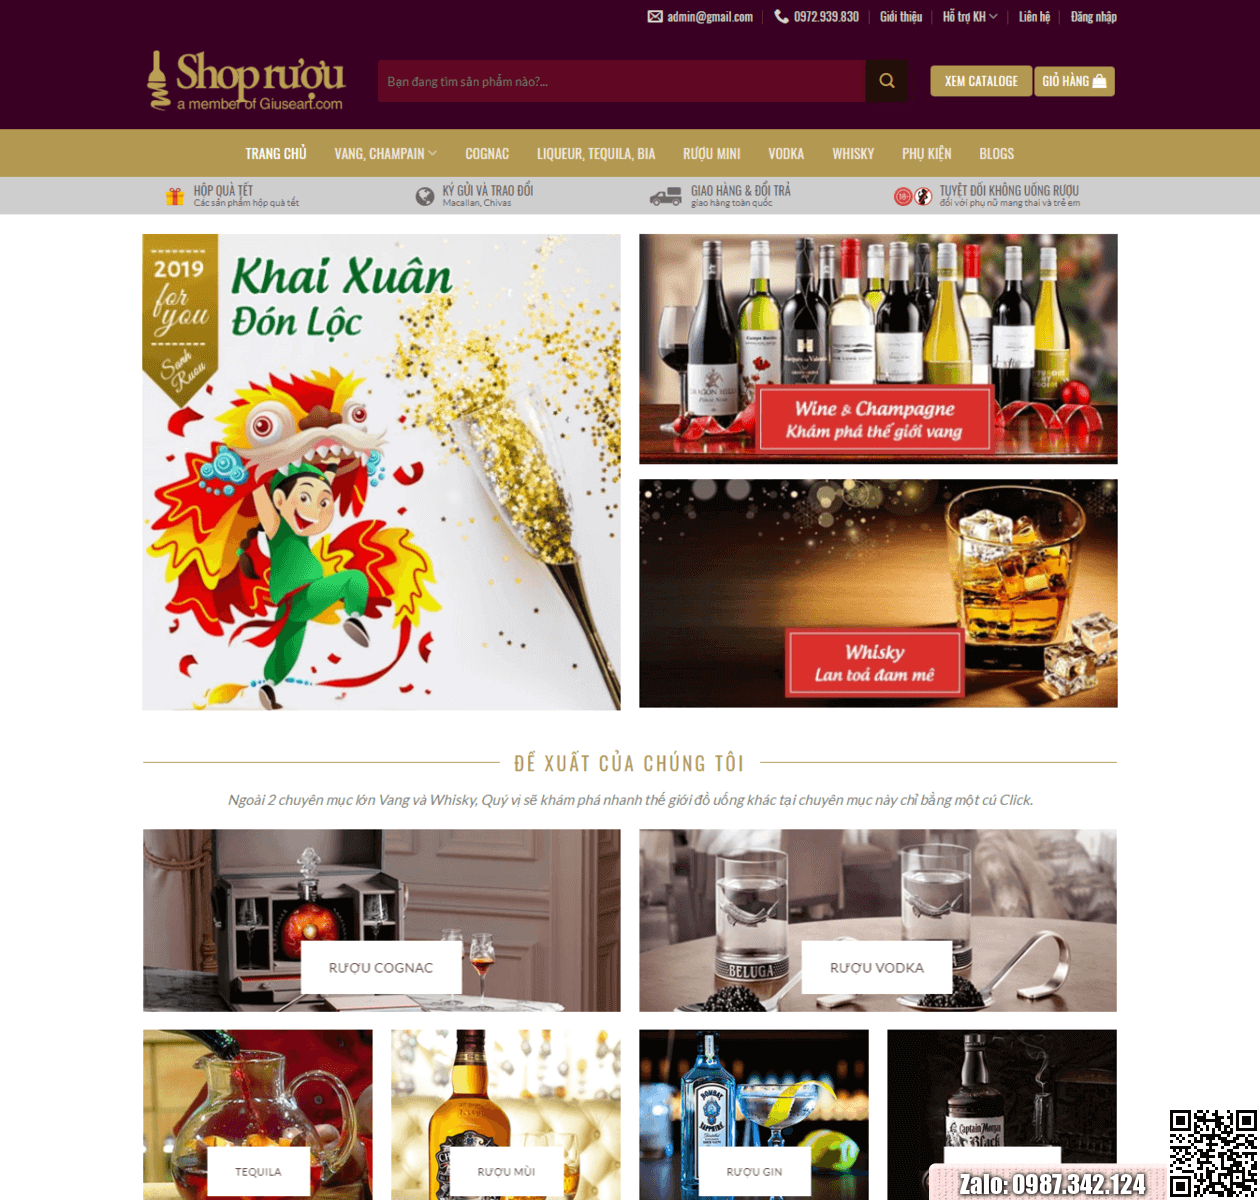 admin@gmail.com
0972.939.830
Giới thiệu
Hỗ trợ KH
Liên hệ
Đăng nhập
Shop rượu
a member of Giuseart.com
Bạn đang tìm sản phẩm nào?...
XEM CATALOGE
GIỎ HÀNG
TRANG CHỦ
VANG, CHAMPAIN
COGNAC
LIQUEUR, TEQUILA, BIA
RƯỢU MINI
VODKA
WHISKY
PHỤ KIỆN
BLOGS
HỘP QUÀ TẾT
Các sản phẩm hộp quà tết
KÝ GỬI VÀ TRAO ĐỔI
Macallan, Chivas
GIAO HÀNG & ĐỔI TRẢ
giao hàng toàn quốc
TUYỆT ĐỐI KHÔNG UỐNG RƯỢU
đối với phụ nữ mang thai và trẻ em
2019
for
you
Khai Xuân
Đón Lộc
Wine & Champagne
Khám phá thế giới vang
Whisky
Lan toả đam mê
ĐỀ XUẤT CỦA CHÚNG TÔI
Ngoài 2 chuyên mục lớn Vang và Whisky, Quý vị sẽ khám phá nhanh thế giới đồ uống khác tại chuyên mục này chỉ bằng một cú Click.
BELUGA
RƯỢU COGNAC
RƯỢU VODKA
BOMBAY
SAPPHIRE
Captain Morgan
Black
TEQUILA
RƯỢU MÙI
RƯỢU GIN
Zalo: 0987.342.124